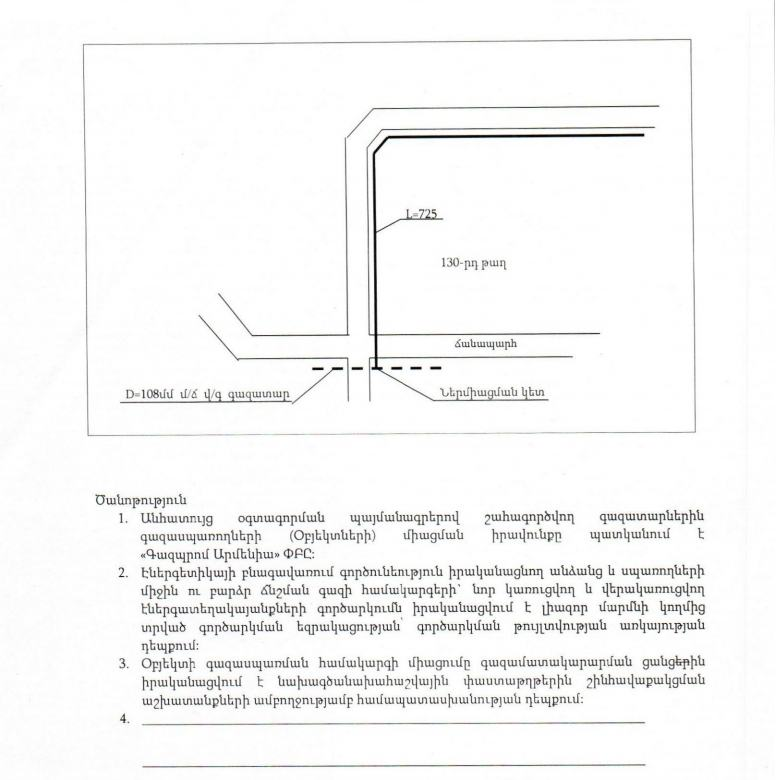 L=725
130-րդ թաղ
ճանապարհ
D=108մմ մ/ճ վ/գ գազատար
Ներմիացման կետ
Ծանոթություն
1. Անհատույց օգտագորման պայմանագրերով շահագործվող գազատարներին
գազասպառողների (Օբյեկտների) միացման իրավունքը պատկանում է
«Գազպրոմ Արմենիա» ՓԲԸ:
2. Էներգետիկայի բնագավառում գործունեություն իրականացնող անձանց և սպառողների
միջին ու բարձր ճնշման գազի համակարգերի՝ նոր կառուցվող և վերակառուցվող
էներգատեղակայանքների գործարկումն իրականացվում է լիազոր մարմնի կողմից
տրված գործարկման եզրակացության՝ գործարկման թույլտվության առկայության
դեպքում:
3. Օբյեկտի գազասպառման համակարգի միացումը գազամատակարարման ցանցերին
իրականացվում է նախագծանախահաշվային փաստաթղթերին շինհավաքակցման
աշխատանքների ամբողջությամբ համապատասխանության դեպքում:
4.